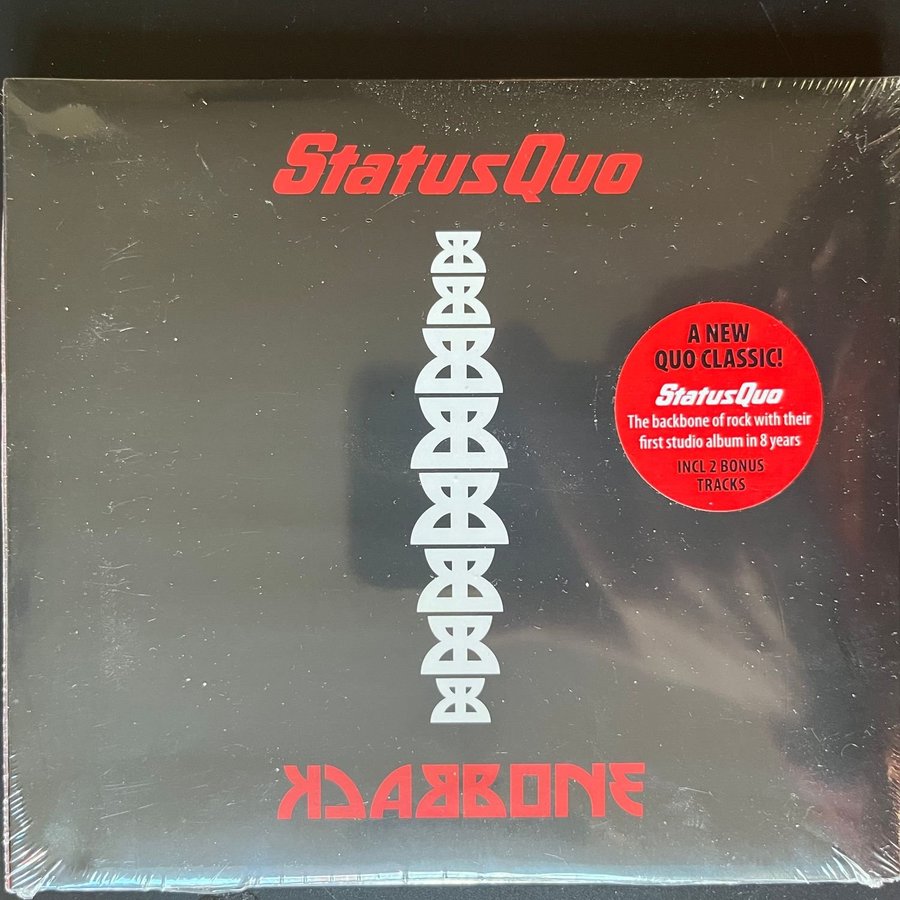 StatusQuo
A NEW
QUO CLASSIC!
StatusQuo
The backbone of rock with their
first studio album in 8 years
INCL 2 BONUS
TRACKS
KCABBONE